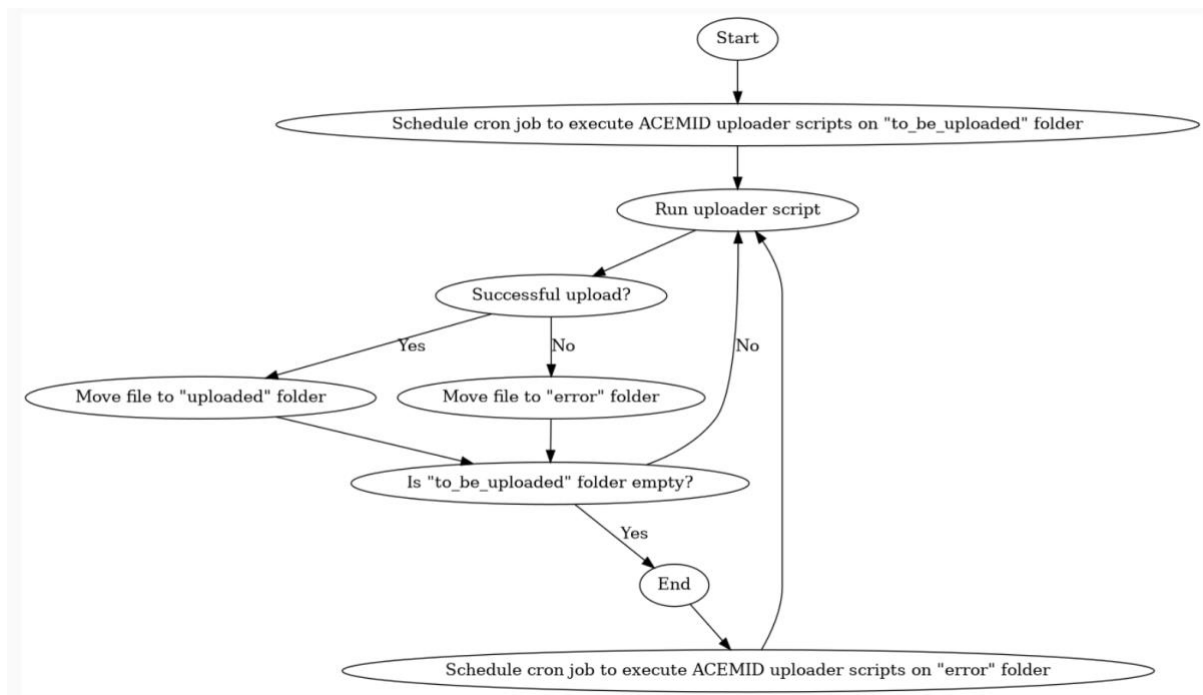 Start
Schedule cron job to execute ACEMID uploader scripts on "to_be_uploaded" folder
Run uploader script
Successful upload?
Yes
No
No
Move file to "uploaded" folder
Move file to "error" folder
Is "to_be_uploaded" folder empty?
Yes
End
Schedule cron job to execute ACEMID uploader scripts on "error" folder